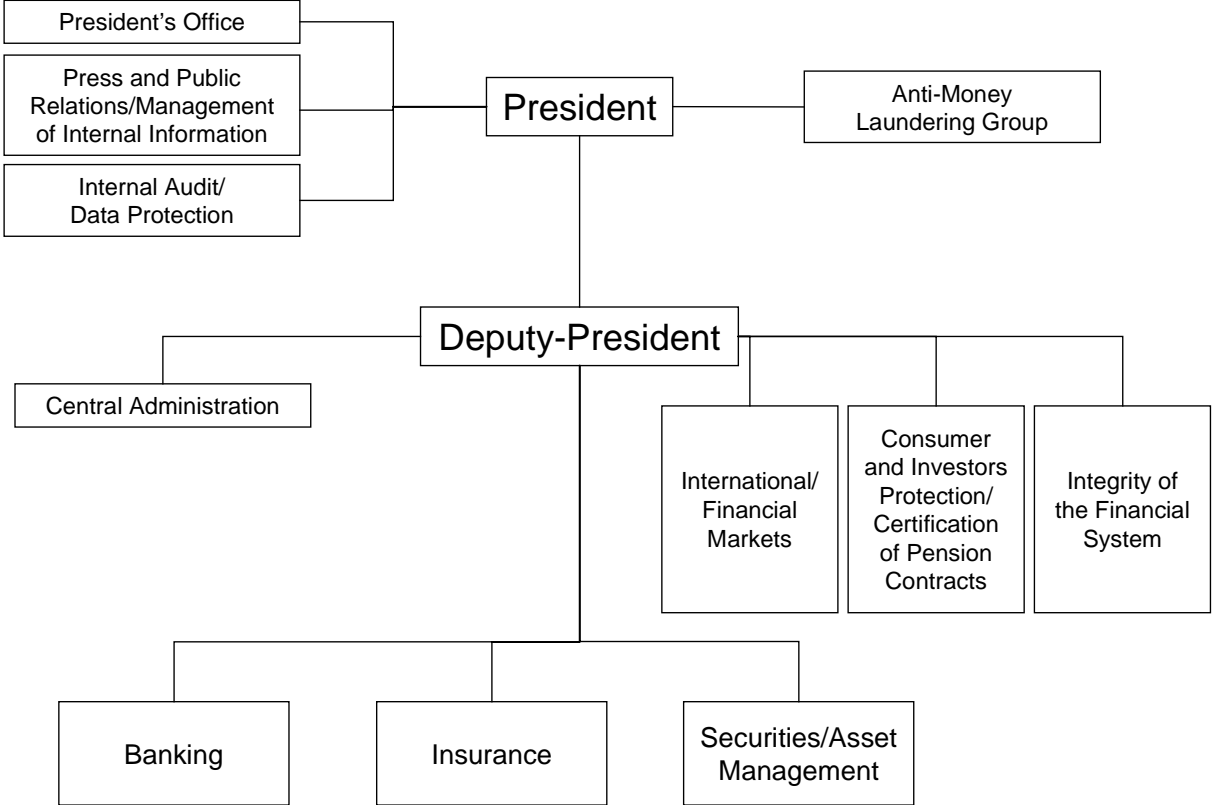 President’s Office
Press and Public
Relations/Management
of Internal Information
Internal Audit/
Data Protection
President
Anti-Money
Laundering Group
Deputy-President
Central Administration
International/
Financial
Markets
Consumer
and Investors
Protection/
Certification
of Pension
Contracts
Integrity of
the Financial
System
Banking
Insurance
Securities/Asset
Management